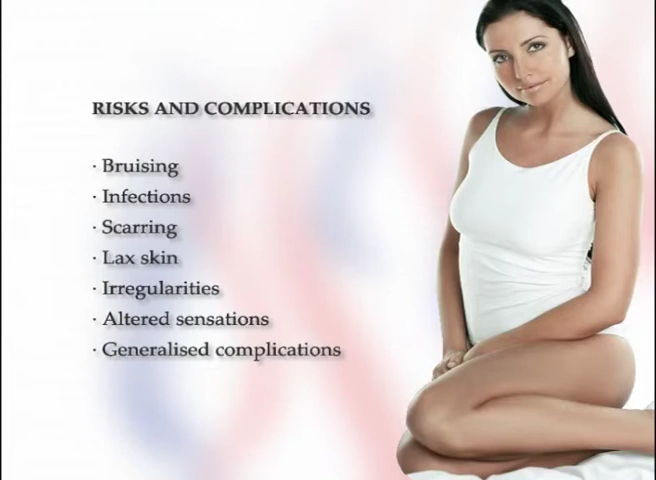 RISKS AND COMPLICATIONS
· Bruising
· Infections
· Scarring
· Lax skin
· Irregularities
· Altered sensations
· Generalised complications